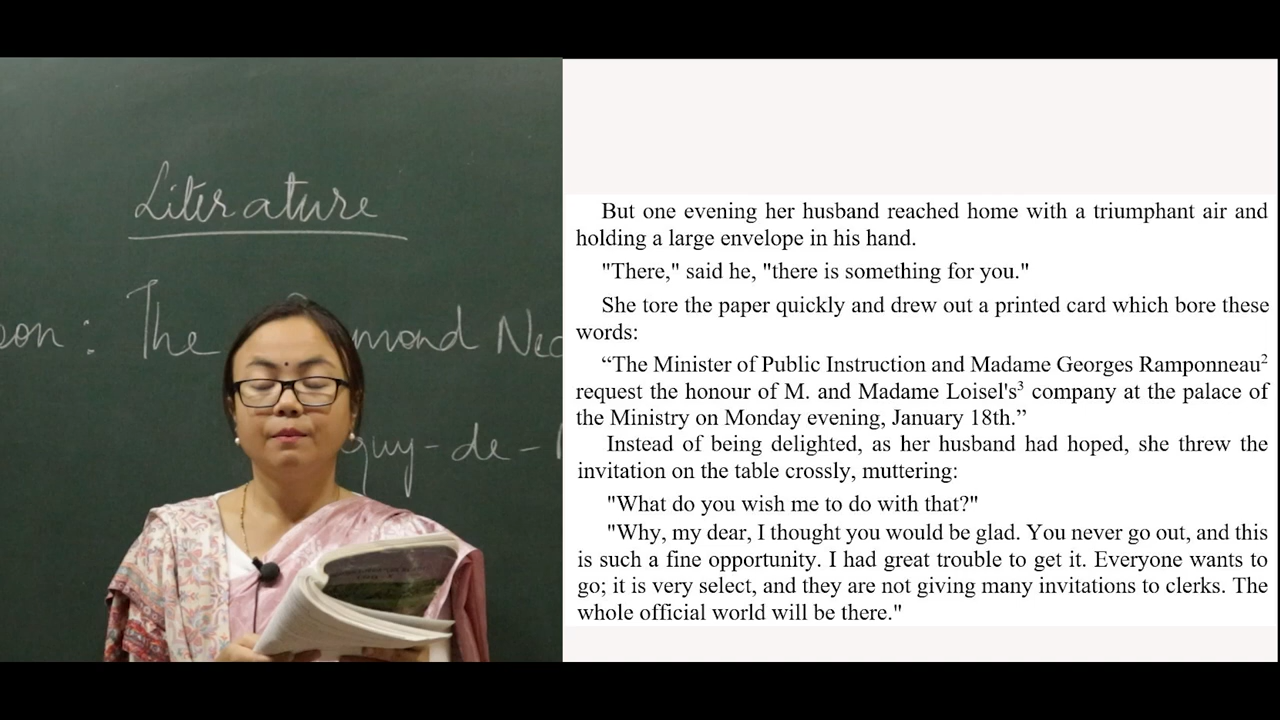 Literature
son : The mond Nec
guy-de-M
But one evening her husband reached home with a triumphant air and
holding a large envelope in his hand.
"There," said he, "there is something for you."
She tore the paper quickly and drew out a printed card which bore these
words:
“The Minister of Public Instruction and Madame Georges Ramponneau²
request the honour of M. and Madame Loisel's³ company at the palace of
the Ministry on Monday evening, January 18th.”
Instead of being delighted, as her husband had hoped, she threw the
invitation on the table crossly, muttering:
"What do you wish me to do with that?"
"Why, my dear, I thought you would be glad. You never go out, and this
is such a fine opportunity. I had great trouble to get it. Everyone wants to
go; it is very select, and they are not giving many invitations to clerks. The
whole official world will be there."